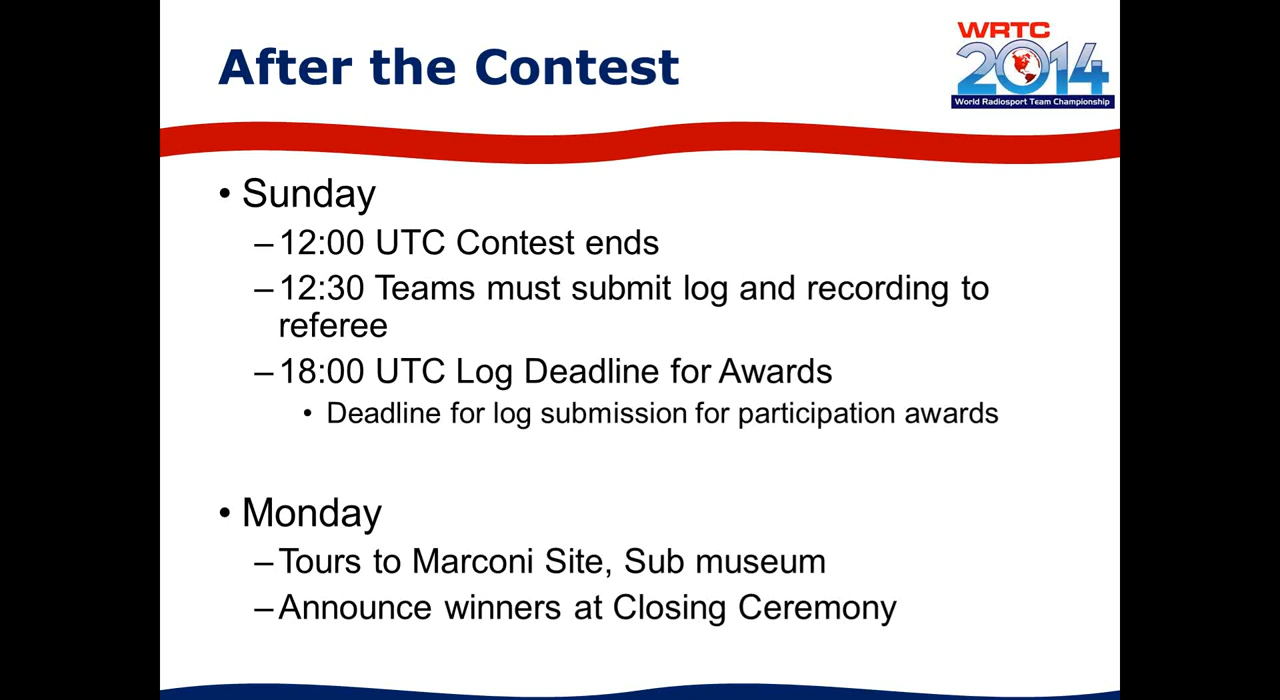 After the Contest
WRTC
2014
World Radiosport Team Championship
• Sunday
– 12:00 UTC Contest ends
– 12:30 Teams must submit log and recording to
referee
– 18:00 UTC Log Deadline for Awards
• Deadline for log submission for participation awards
• Monday
– Tours to Marconi Site, Sub museum
– Announce winners at Closing Ceremony